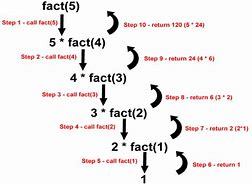 fact(5)
Step 1 - call fact(5)
Step 10 - return 120 (5 * 24)
5 * fact(4)
Step 2 - call fact(4)
Step 9 - return 24 (4 * 6)
4 * fact(3)
Step 3 - call fact(3)
Step 8 - return 6 (3 * 2)
3 * fact(2)
Step 4 - call fact(2)
Step 7 - return 2 (2*1)
2 * fact(1)
Step 5 - call fact(1)
Step 6 - return 1
1